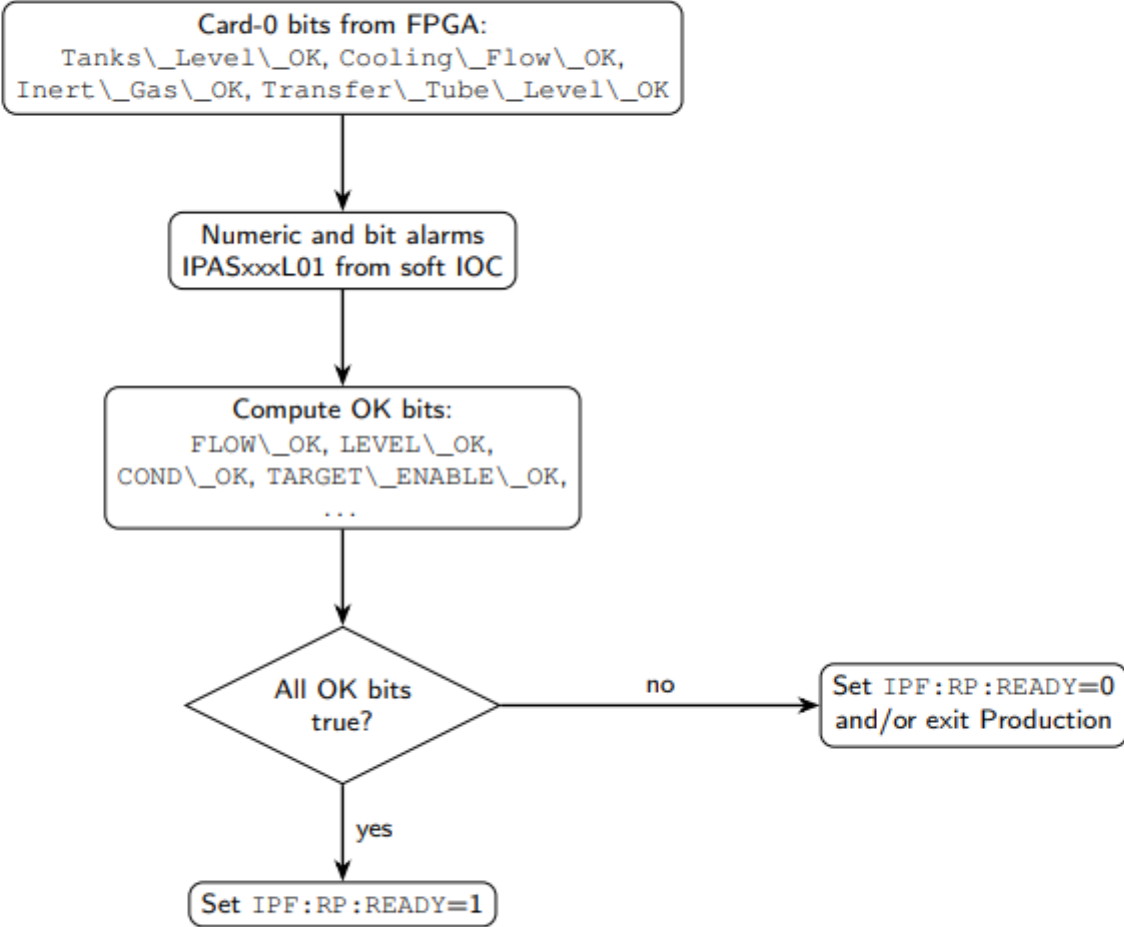 Card-0 bits from FPGA:
Tanks\_Level\_OK, Cooling\_Flow\_OK,
Inert\_Gas\_OK, Transfer\_Tube\_Level\_OK
Numeric and bit alarms
IPASxxxL01 from soft IOC
Compute OK bits:
FLOW\_OK, LEVEL\_OK,
COND\_OK, TARGET\_ENABLE\_OK,
...
All OK bits
true?
no
Set IPF:RP:READY=0
and/or exit Production
yes
Set IPF:RP:READY=1